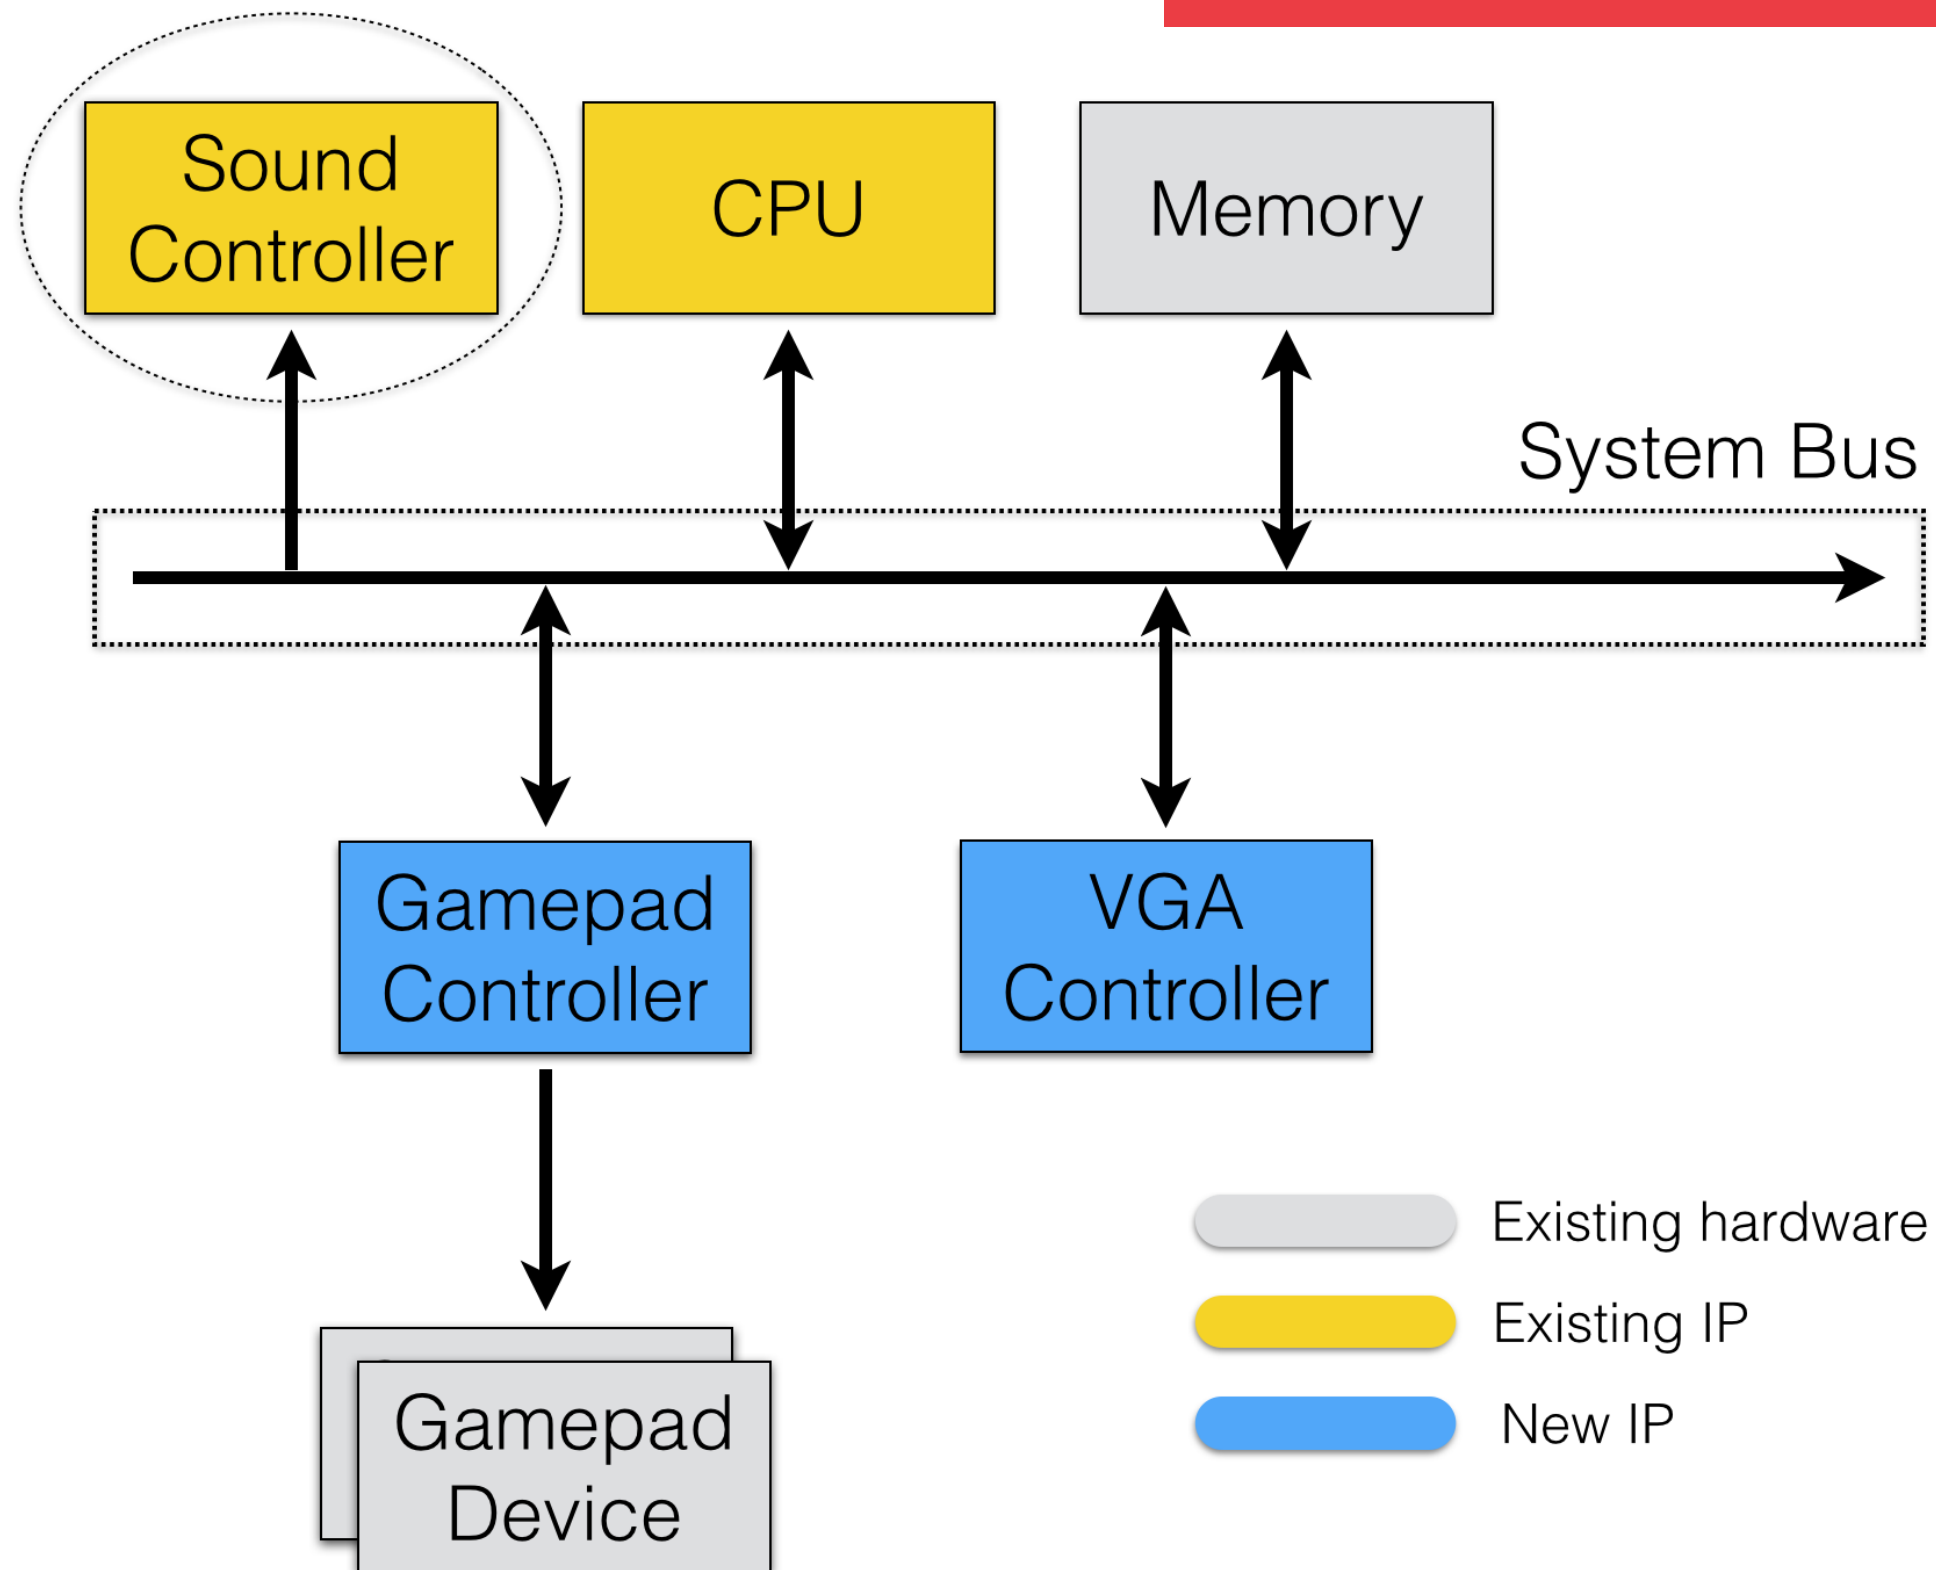 Sound
Controller
CPU
Memory
System Bus
Gamepad
Controller
VGA
Controller
Existing hardware
Existing IP
New IP
Gamepad
Device